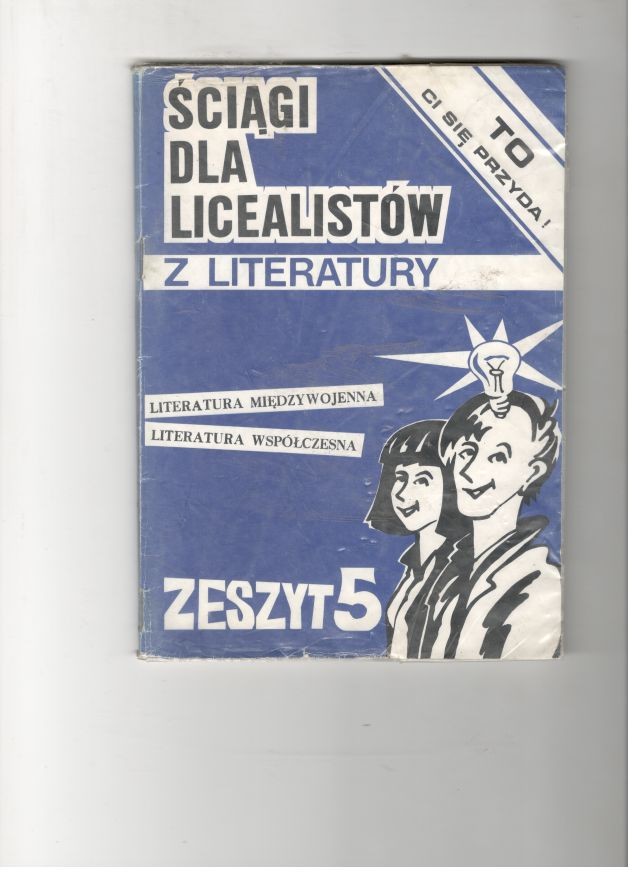 ŚCIĄGI
DLA
LICEALISTÓW
TO
CI SIĘ PRZYDA!
Z LITERATURY
LITERATURA MIĘDZYWOJENNA
LITERATURA WSPÓŁCZESNA
ZESZYT 5